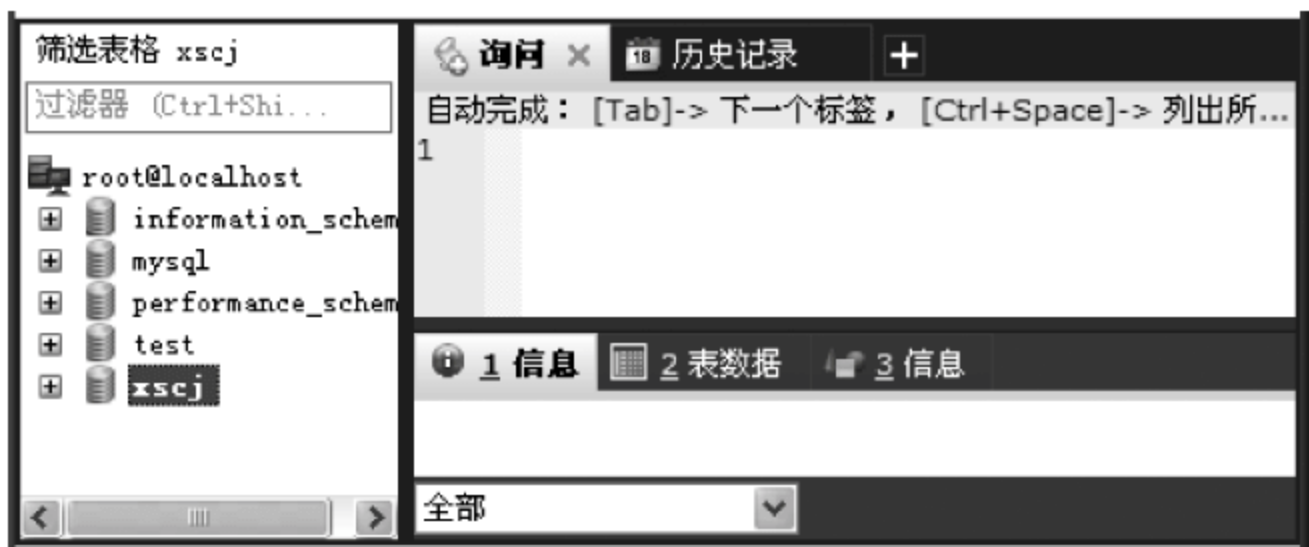 筛选表格 xscj
过滤器 (Ctrl+Shi...
root@localhost
information_schem
mysql
performance_schem
test
xscj
询问 历史记录
自动完成： [Tab]-> 下一个标签， [Ctrl+Space]-> 列出所...
1
1 信息 2 表数据 3 信息
全部